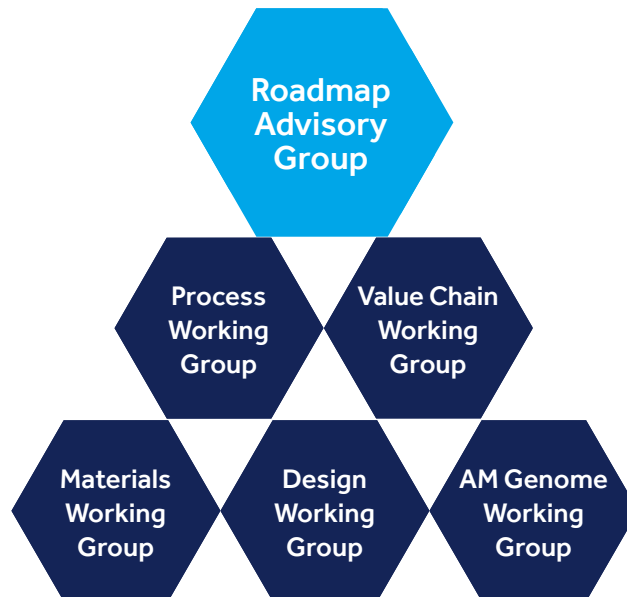 Roadmap
Advisory
Group
Process
Working
Group
Value Chain
Working
Group
Materials
Working
Group
Design
Working
Group
AM Genome
Working
Group